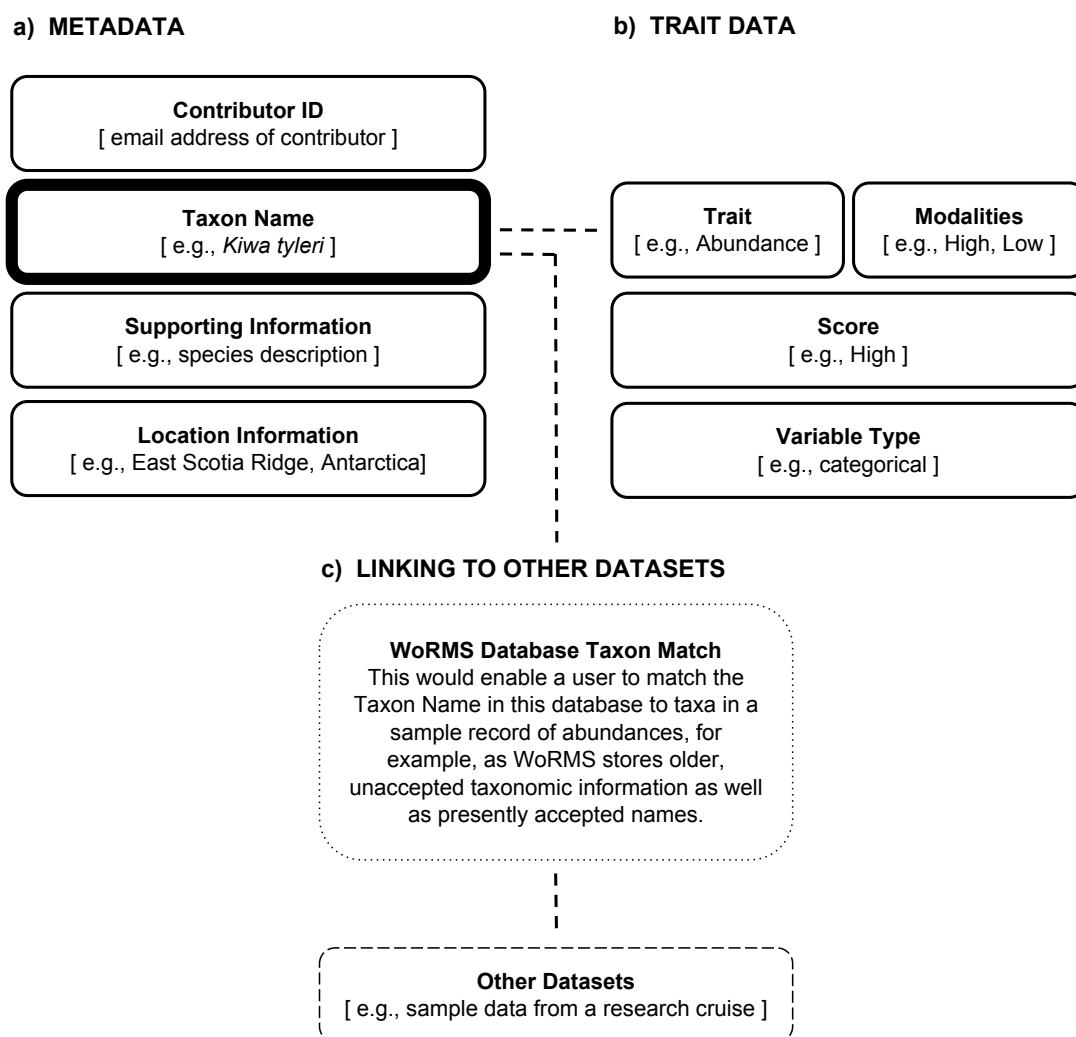 a) METADATA
Contributor ID
[ email address of contributor ]
Taxon Name
[ e.g., Kiwa tyleri ]
Supporting Information
[ e.g., species description ]
Location Information
[ e.g., East Scotia Ridge, Antarctica]
b) TRAIT DATA
Trait
[ e.g., Abundance ]
Modalities
[ e.g., High, Low ]
Score
[ e.g., High ]
Variable Type
[ e.g., categorical ]
c) LINKING TO OTHER DATASETS
WoRMS Database Taxon Match
This would enable a user to match the
Taxon Name in this database to taxa in a
sample record of abundances, for
example, as WoRMS stores older,
unaccepted taxonomic information as well
as presently accepted names.
Other Datasets
[ e.g., sample data from a research cruise ]